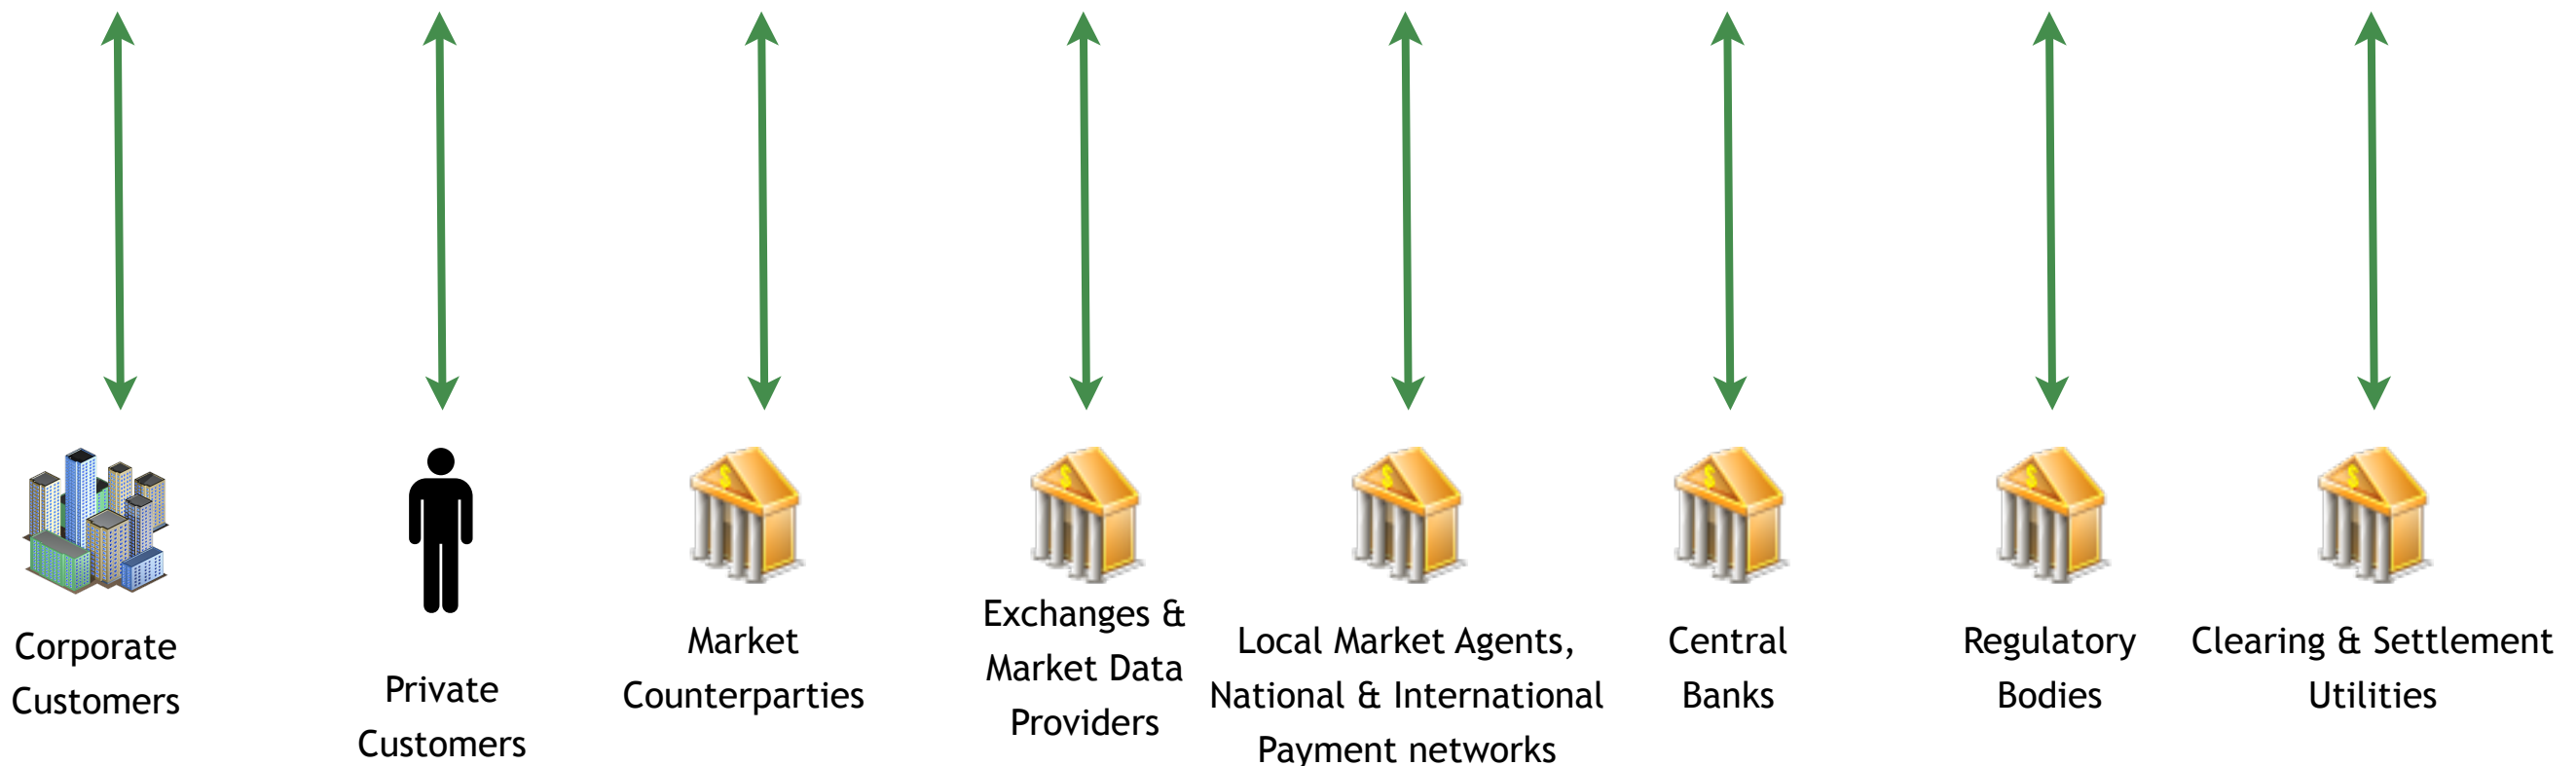 Corporate
Customers
Private
Customers
Market
Counterparties
Exchanges &
Market Data
Providers
Local Market Agents,
National & International
Payment networks
Central
Banks
Regulatory
Bodies
Clearing & Settlement
Utilities